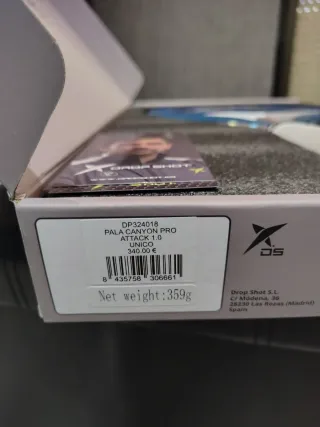 DROP SHOT
DP324018
PALA CANYON PRO
ATTACK 1.0
UNICO
340.00 €
8 435758 306661
Net weight:359g
DS
Drop Shot S.L.
C/ Módena, 36
28230 Las Rozas (Madrid)
Spain